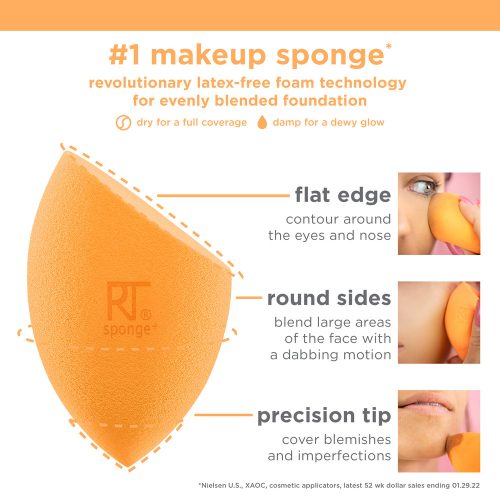 #1 makeup sponge*
revolutionary latex-free foam technology
for evenly blended foundation
dry for a full coverage damp for a dewy glow
flat edge
contour around
the eyes and nose
RT®
sponge+
round sides
blend large areas
of the face with
a dabbing motion
precision tip
cover blemishes
and imperfections
*Nielsen U.S., XAOC, cosmetic applicators, latest 52 wk dollar sales ending 01.29.22